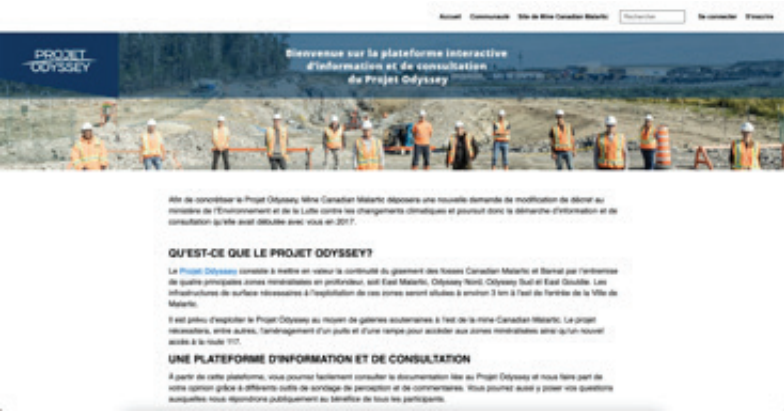 Accueil Communauté Site de Mine Canadian Malartic Rechercher Se connecter S'inscrire
PROJET
ODYSSEY
Bienvenue sur la plateforme interactive
d'information et de consultation
du Projet Odyssey
Afin de concrétiser le Projet Odyssey, Mine Canadian Malartic déposera une nouvelle demande de modification de décret au
ministère de l'Environnement et de la Lutte contre les changements climatiques et poursuit donc la démarche d'information et de
consultation qu'elle avait débutée avec vous en 2017.
QU'EST-CE QUE LE PROJET ODYSSEY?
Le Projet Odyssey consiste à mettre en valeur la continuité du gisement des fosses Canadian Malartic et Barnat par l'entremise
de quatre principales zones minéralisées en profondeur, soit East Malartic, Odyssey Nord, Odyssey Sud et East Gouldie. Les
infrastructures de surface nécessaires à l'exploitation de ces zones seront situées à environ 3 km à l'est de l'entrée de la Ville de
Malartic.
Il est prévu d'exploiter le Projet Odyssey au moyen de galeries souterraines à l'est de la mine Canadian Malartic. Le projet
nécessitera, entre autres, l'aménagement d'un puits et d'une rampe pour accéder aux zones minéralisées ainsi qu'un nouvel
accès à la route 117.
UNE PLATEFORME D'INFORMATION ET DE CONSULTATION
À partir de cette plateforme, vous pourrez facilement consulter la documentation liée au Projet Odyssey et nous faire part de
votre opinion grâce à différents outils de sondage de perception et de commentaires. Vous pourrez aussi y poser vos questions
auxquelles nous répondrons publiquement au bénéfice de tous les participants.